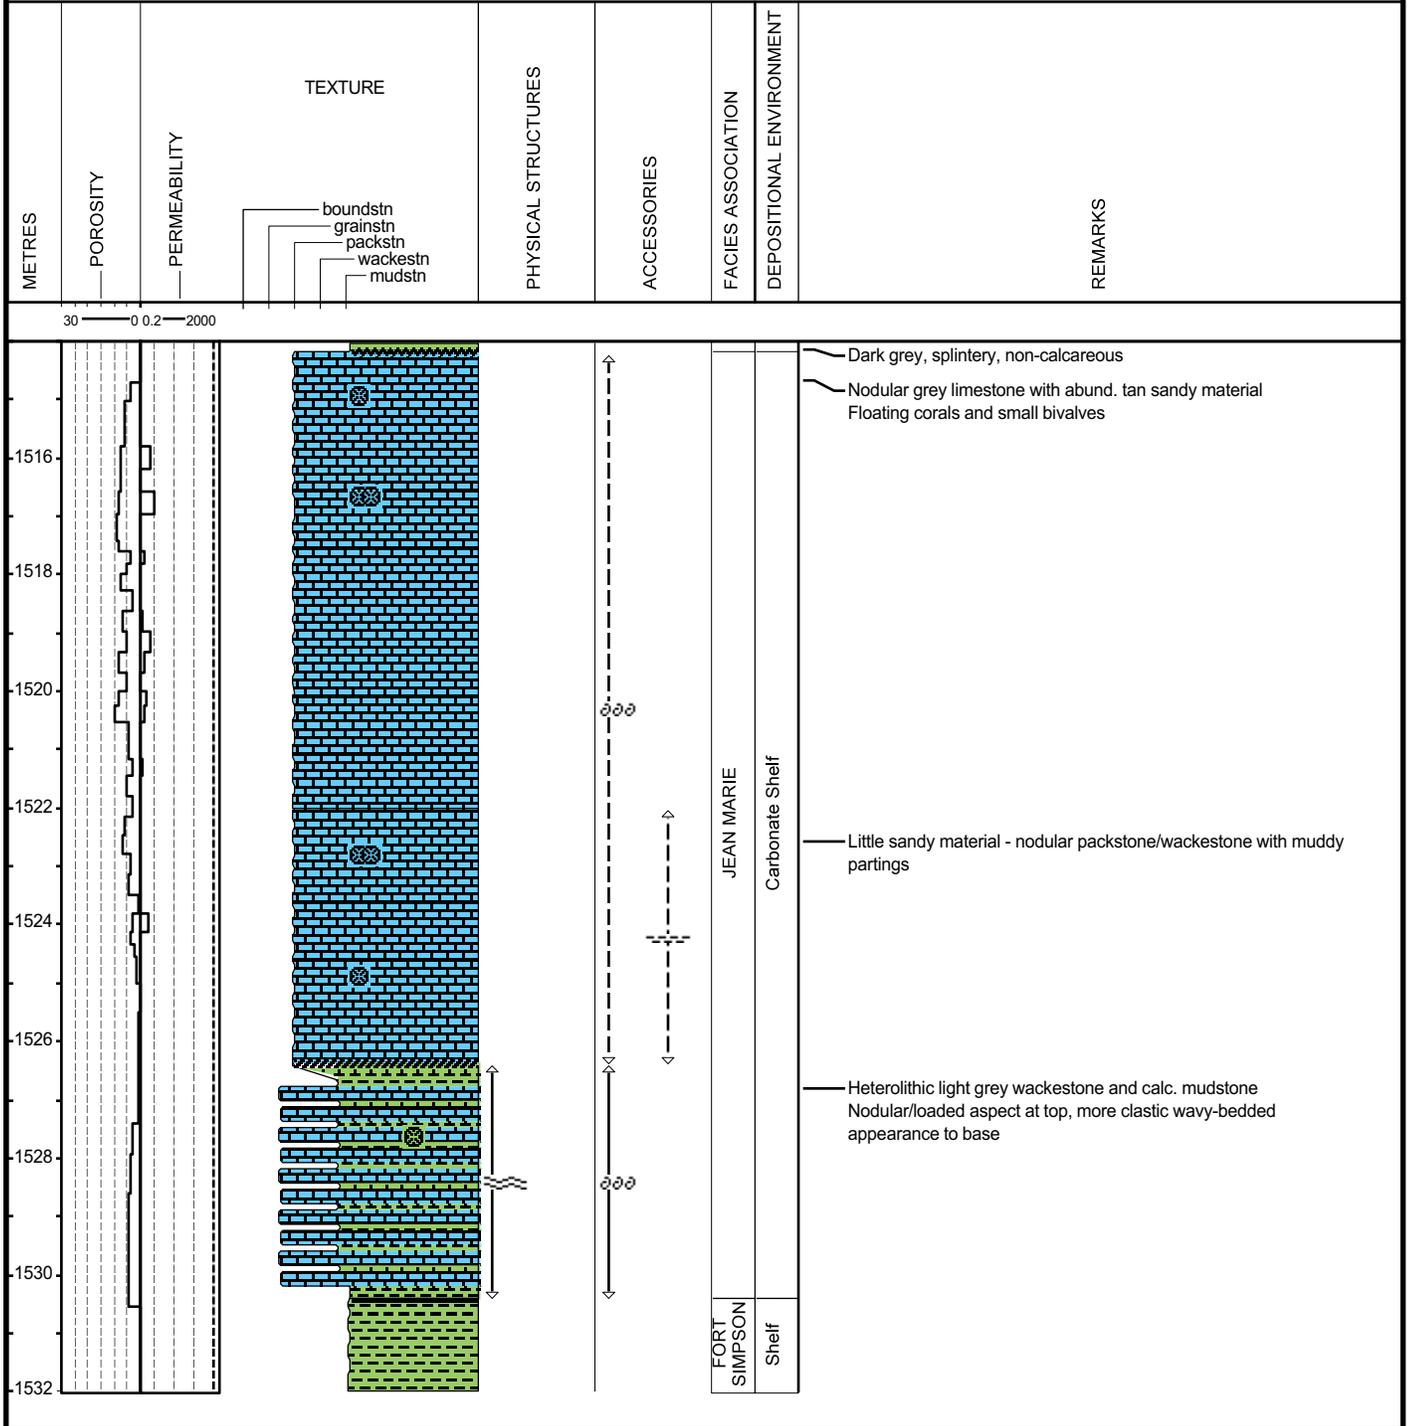 METRES
POROSITY
PERMEABILITY
TEXTURE
boundstn
grainstn
packstn
wackestn
mudstn
PHYSICAL STRUCTURES
ACCESSORIES
FACIES ASSOCIATION
DEPOSITIONAL ENVIRONMENT
REMARKS
30 0 0.2 2000
Dark grey, splintery, non-calcareous
Nodular grey limestone with abund. tan sandy material
Floating corals and small bivalves
1516
1518
1520
1522
JEAN MARIE
Carbonate Shelf
Little sandy material - nodular packstone/wackestone with muddy
partings
1524
1526
Heterolithic light grey wackestone and calc. mudstone
Nodular/loaded aspect at top, more clastic wavy-bedded
appearance to base
1528
1530
FORT
SIMPSON
Shelf
1532